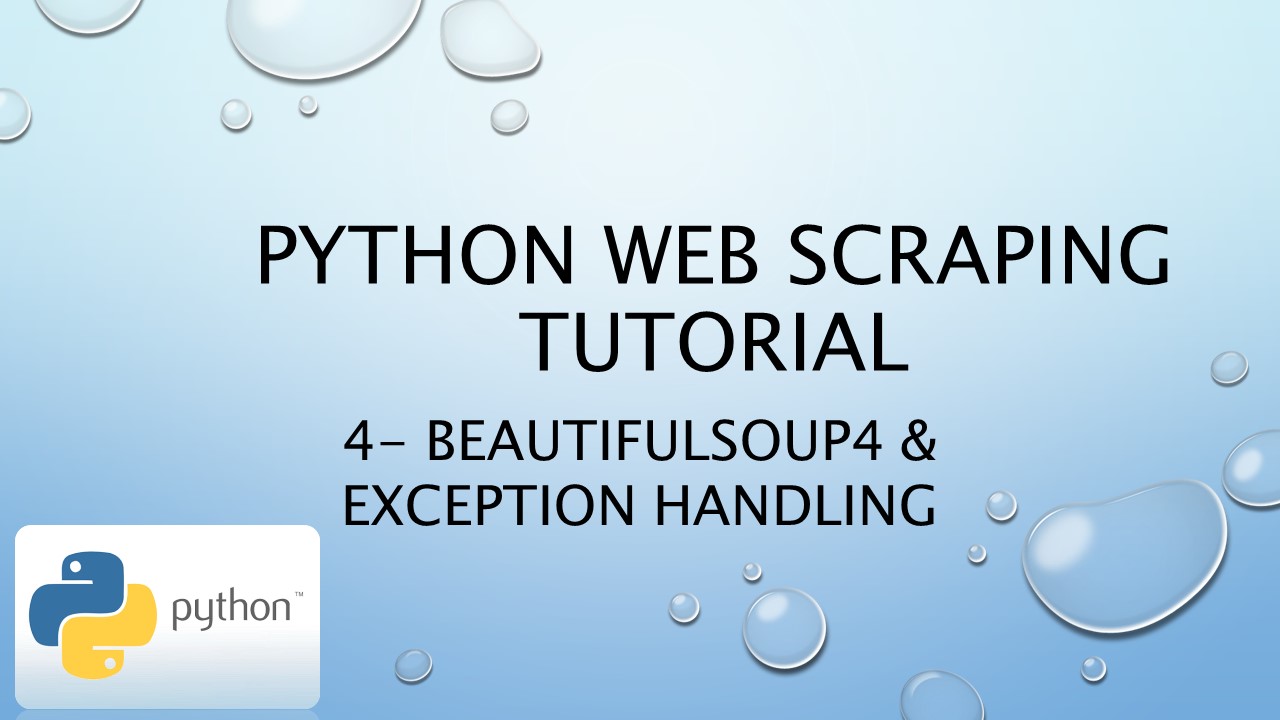 PYTHON WEB SCRAPING
TUTORIAL
4- BEAUTIFULSOUP4 &
EXCEPTION HANDLING
python™